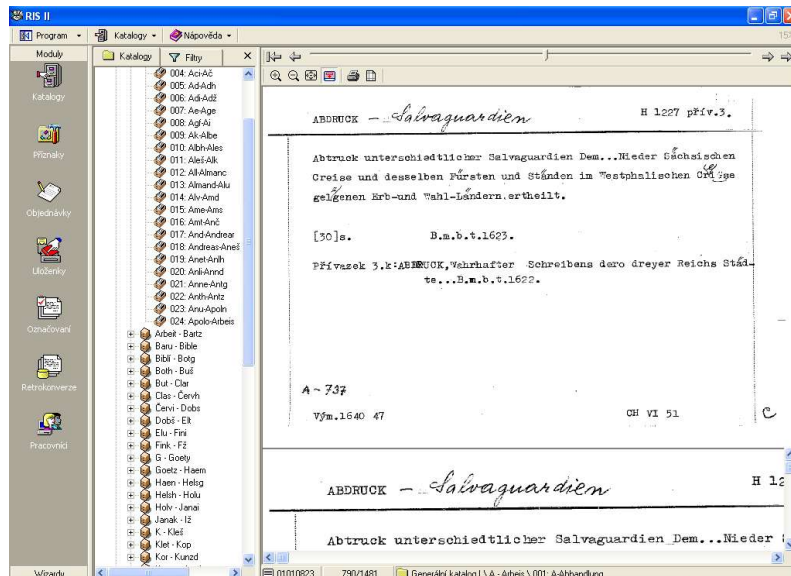 RIS II
Program
Katalogy
Nápověda
Moduly
Katalogy
Příznaky
Objednávky
Uloženky
Označovaní
Retrokonverze
Pracovníci
Wizardy
Katalogy
Filtry
004: Aci-Ač
005: Ad-Adh
006: Adi-Adž
007: Ae-Age
008: Agf-Ai
009: Ak-Albe
010: Albh-Ales
011: Aleš-Alk
012: All-Almanc
013: Almand-Alu
014: Alv-Amd
015: Ame-Ams
016: Amt-Anč
017: And-Andrear
018: Andreas-Aneš
019: Anet-Anlh
020: Anli-Annd
021: Anne-Antg
022: Anth-Antz
023: Anu-Apoln
024: Apolo-Arbeis
Arbeit - Bartz
Baru - Bible
Bibli - Botg
Both - Buš
But - Clar
Clas - Červh
Červi - Dobs
Dobš - Elt
Elu - Fini
Fink - Fž
G - Goety
Goetz - Haem
Haen - Helsg
Helsh - Holu
Holv - Janai
Janak - Iž
K - Kleš
Klet - Kop
Kor - Kunzd
ABDRUCK - Salvaguardien H 1227 přív.3.
Abtruck unterschiedtlicher Salvaguardien Dem...Nieder Sächsischen
Creise und desselben Fürsten und Ständen im Westphalischen Creise
gelegenen Erb-und Wahl-Ländern ertheilt.
[30]s. B.m.b.t.1623.
Přívazek 3.k:ABDRUCK,Wahrhafter Schreibens dero dreyer Reichs Städ-
te...B.m.b.t.1622.
A - 737
Vým.1640 47 CH VI 51 C
ABDRUCK - Salvaguardien H 12
Abtruck unterschiedtlicher Salvaguardien Dem...Nieder
01010823 790/1481 Generální katalog I \ A - Arbeis \ 001: A-Abhandlung